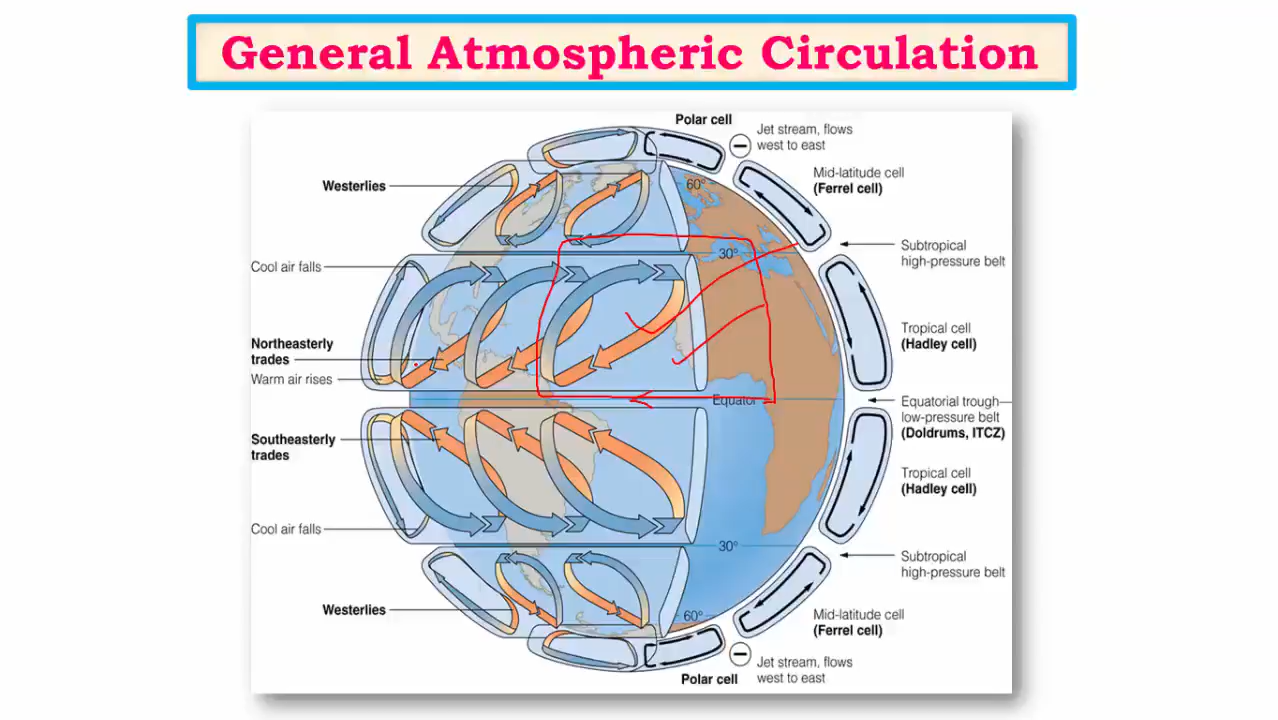 General Atmospheric Circulation
Polar cell
Jet stream, flows
west to east
Mid-latitude cell
(Ferrel cell)
Westerlies
60°
Subtropical
high-pressure belt
30°
Cool air falls
Tropical cell
(Hadley cell)
Northeasterly
trades
Warm air rises
Equator
Equatorial trough—
low-pressure belt
(Doldrums, ITCZ)
Southeasterly
trades
Tropical cell
(Hadley cell)
Cool air falls
30°
Subtropical
high-pressure belt
Westerlies
60°
Mid-latitude cell
(Ferrel cell)
Jet stream, flows
west to east
Polar cell